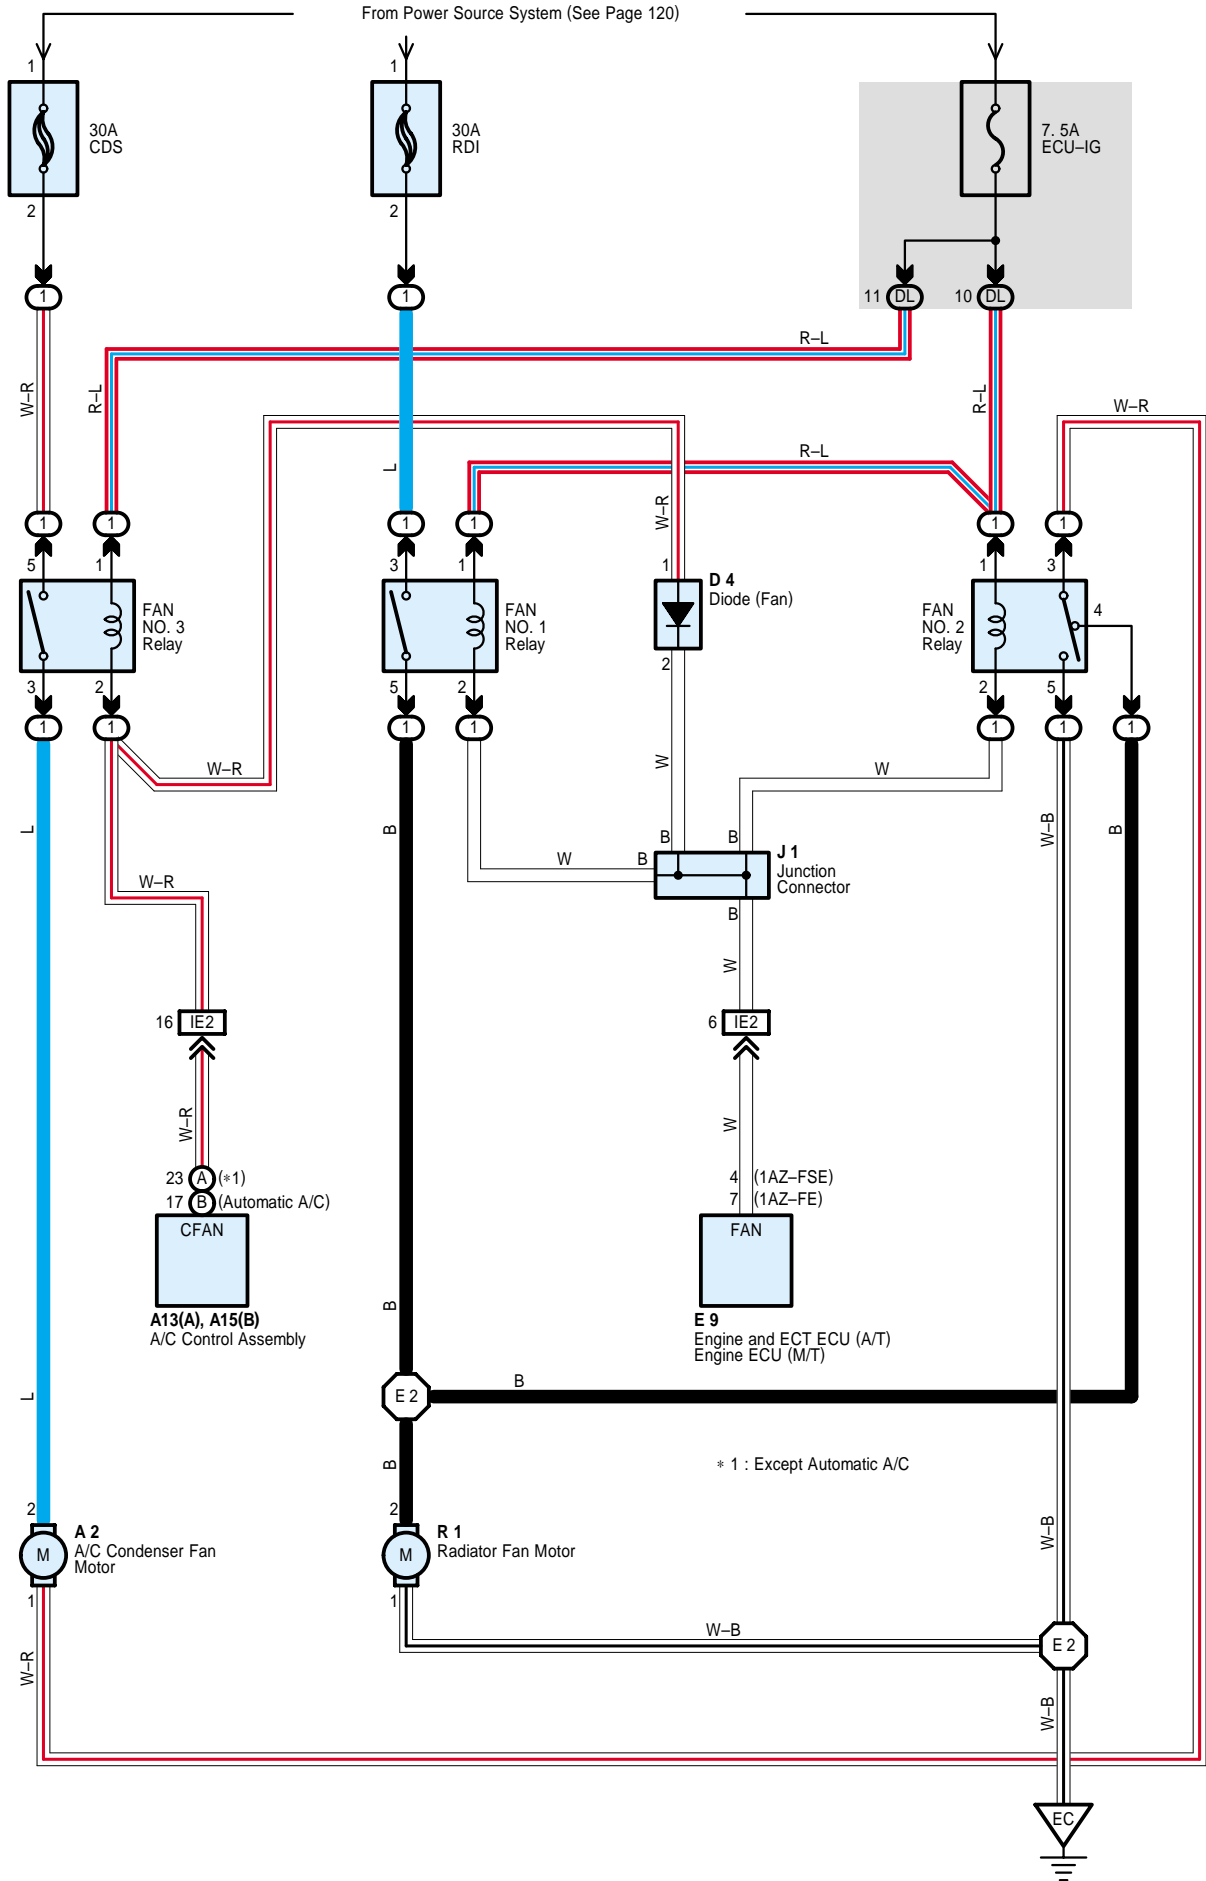 From Power Source System (See Page 120)
1
1
30A
CDS
30A
RDI
7. 5A
ECU–IG
2
2
1
1
11 DL
10 DL
R–L
W–R
R–L
R–L
W–R
L
R–L
W–R
1
1
1
1
1
1
5
1
3
1
1
1
3
D 4
Diode (Fan)
FAN
NO. 3
Relay
FAN
NO. 1
Relay
FAN
NO. 2
Relay
4
3
2
5
2
2
2
5
1
1
1
1
1
1
1
W–R
W
W
L
B
W–B
B
B
B
W
B
J 1
Junction
Connector
W–R
B
W
16 IE2
6 IE2
W–R
W
23 A (*1)
17 B (Automatic A/C)
4 (1AZ–FSE)
7 (1AZ–FE)
CFAN
FAN
B
A13(A), A15(B)
A/C Control Assembly
E 9
Engine and ECT ECU (A/T)
Engine ECU (M/T)
L
E 2
B
B
* 1 : Except Automatic A/C
2
2
A 2
A/C Condenser Fan
Motor
M
R 1
Radiator Fan Motor
M
W–B
1
1
W–B
E 2
W–R
W–B
EC